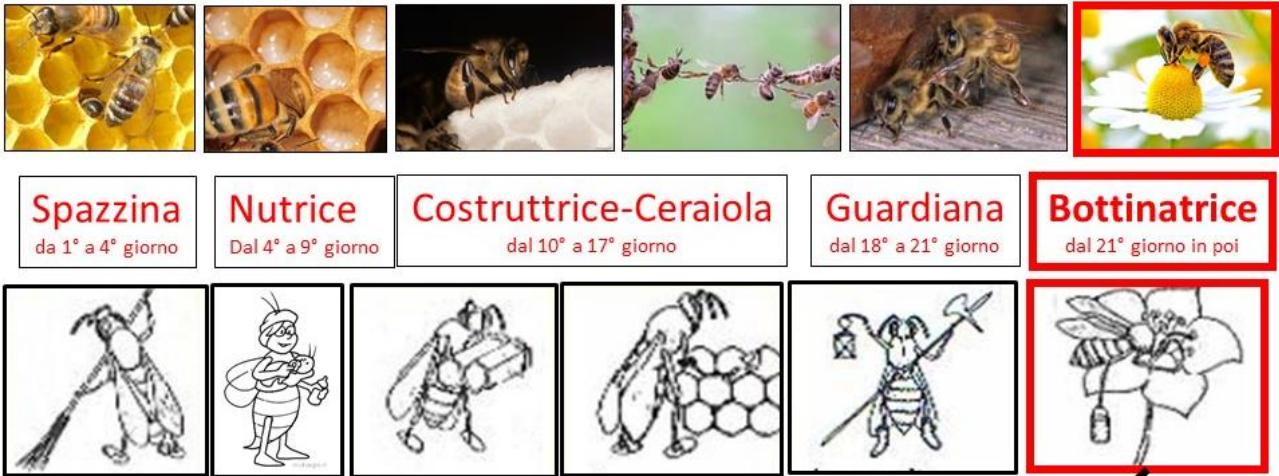 Spazzina
da 1° a 4° giorno
Nutrice
Dal 4° a 9° giorno
Costruttrice-Ceraiola
dal 10° a 17° giorno
Guardiana
dal 18° a 21° giorno
Bottinatrice
dal 21° giorno in poi